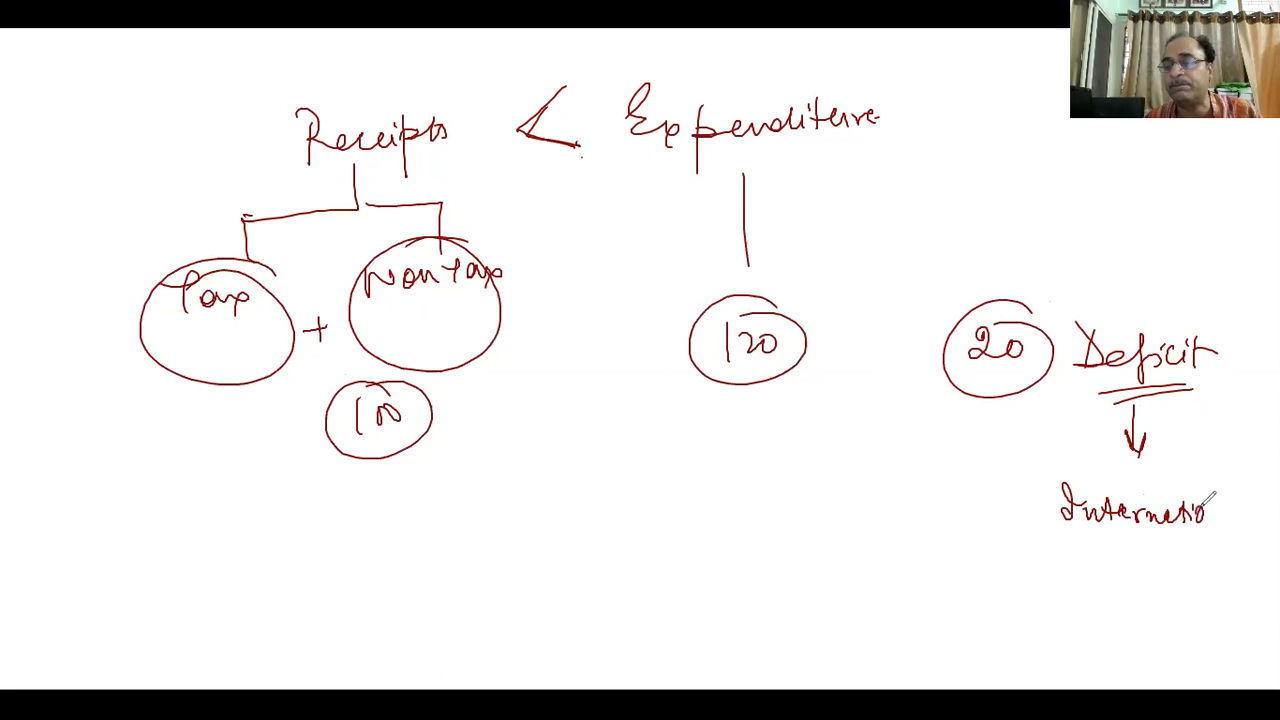 Receipts < Expenditure
Tax + Non Tax
120
20 Deficit
100
Internatio